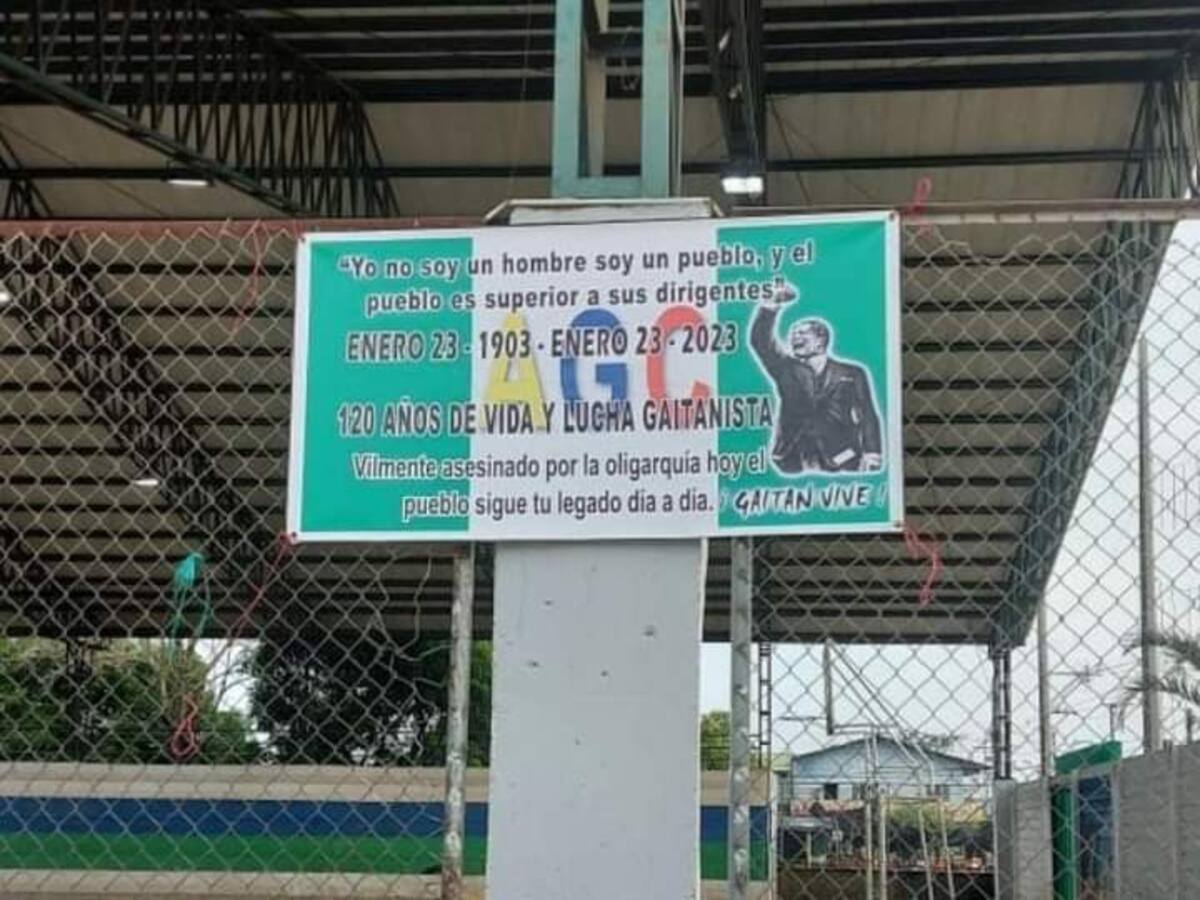 “Yo no soy un hombre soy un pueblo, y el
pueblo es superior a sus dirigentes”
AGC
ENERO 23 - 1903 - ENERO 23 - 2023
120 AÑOS DE VIDA Y LUCHA GAITANISTA
Vilmente asesinado por la oligarquía hoy el
pueblo sigue tu legado dia a dia.
¡ GAITAN VIVE !